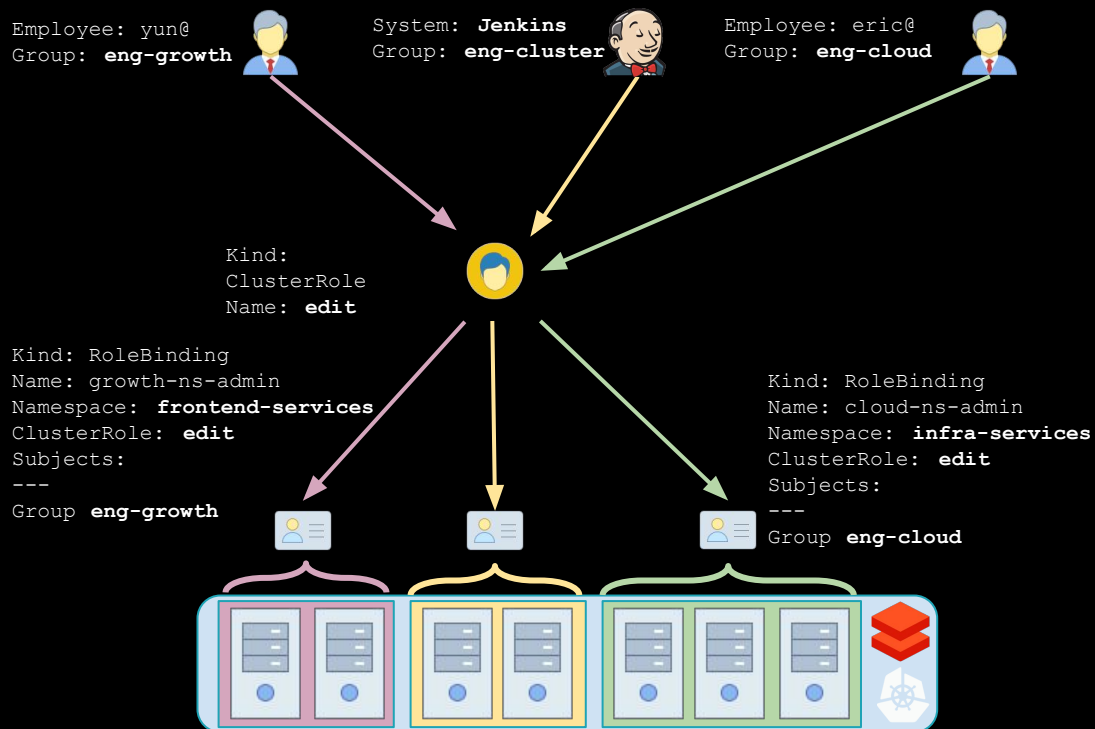 Employee: yun@
Group: eng-growth
System: Jenkins
Group: eng-cluster
Employee: eric@
Group: eng-cloud
Kind:
ClusterRole
Name: edit
Kind: RoleBinding
Name: growth-ns-admin
Namespace: frontend-services
ClusterRole: edit
Subjects:
---
Group eng-growth
Kind: RoleBinding
Name: cloud-ns-admin
Namespace: infra-services
ClusterRole: edit
Subjects:
---
Group eng-cloud